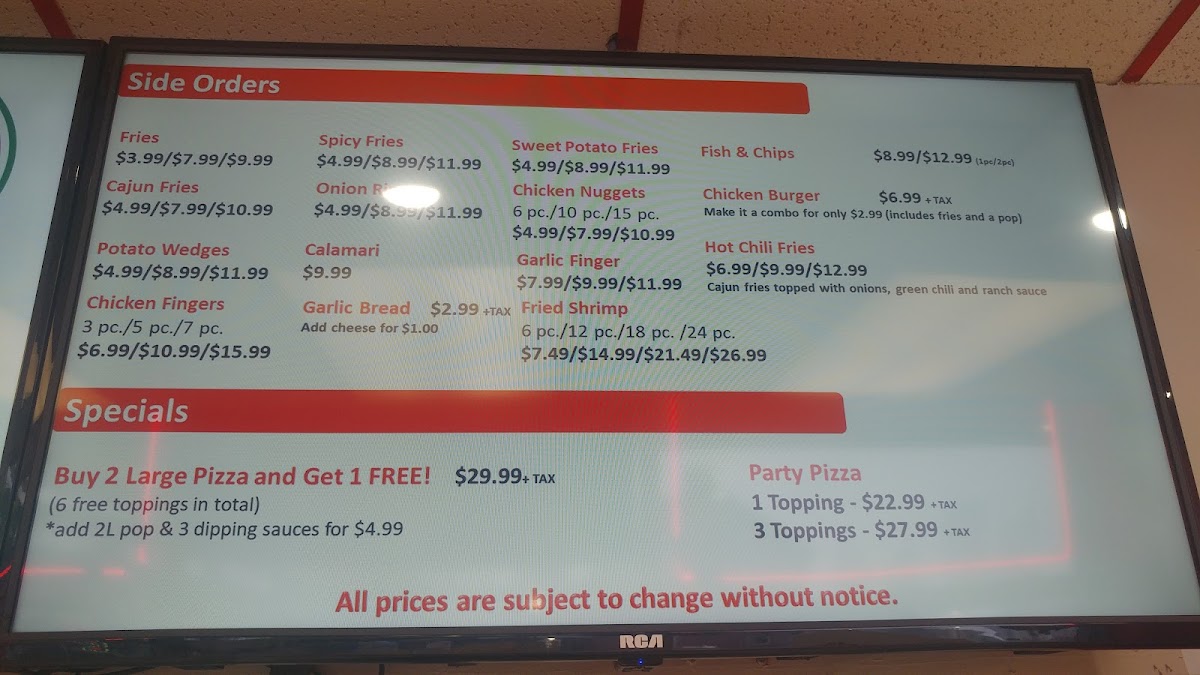 Side Orders
Fries
$3.99/$7.99/$9.99
Cajun Fries
$4.99/$7.99/$10.99
Potato Wedges
$4.99/$8.99/$11.99
Chicken Fingers
3 pc./5 pc./7 pc.
$6.99/$10.99/$15.99
Spicy Fries
$4.99/$8.99/$11.99
Onion
$4.99/$8.99/$11.99
Calamari
$9.99
Garlic Bread $2.99 +TAX
Add cheese for $1.00
Sweet Potato Fries
$4.99/$8.99/$11.99
Chicken Nuggets
6 pc./10 pc./15 pc.
$4.99/$7.99/$10.99
Garlic Finger
$7.99/$9.99/$11.99
Fried Shrimp
6 pc./12 pc./18 pc. /24 pc.
$7.49/$14.99/$21.49/$26.99
Fish & Chips $8.99/$12.99 (1pc/2pc)
Chicken Burger $6.99 +TAX
Make it a combo for only $2.99 (includes fries and a pop)
Hot Chili Fries
$6.99/$9.99/$12.99
Cajun fries topped with onions, green chili and ranch sauce
Specials
Buy 2 Large Pizza and Get 1 FREE! $29.99+ TAX
(6 free toppings in total)
*add 2L pop & 3 dipping sauces for $4.99
Party Pizza
1 Topping - $22.99 +TAX
3 Toppings - $27.99 +TAX
All prices are subject to change without notice.
RCA